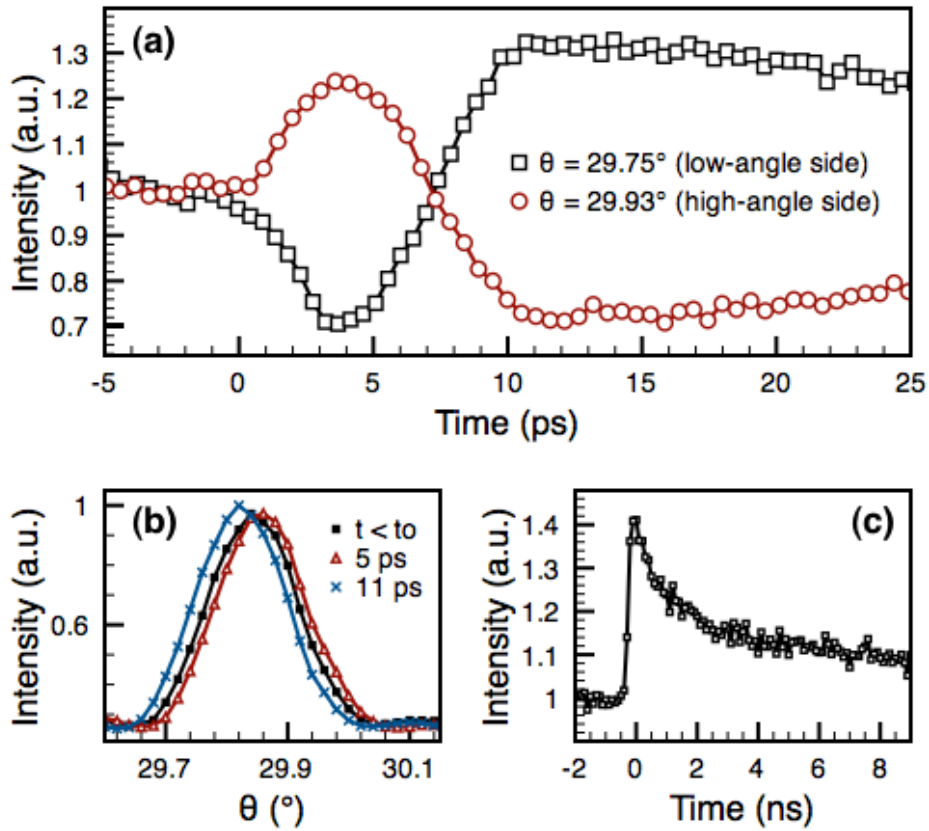 (a)
Intensity (a.u.)
1.3
1.2
1
0.9
0.8
0.7
θ = 29.75° (low-angle side)
θ = 29.93° (high-angle side)
-5 0 5 10 15 20 25
Time (ps)
(b)
Intensity (a.u.)
1
0.6
t < to
5 ps
11 ps
29.7 29.9 30.1
θ (°)
(c)
Intensity (a.u.)
1.4
1.3
1.2
1.1
1
-2 0 2 4 6 8
Time (ns)